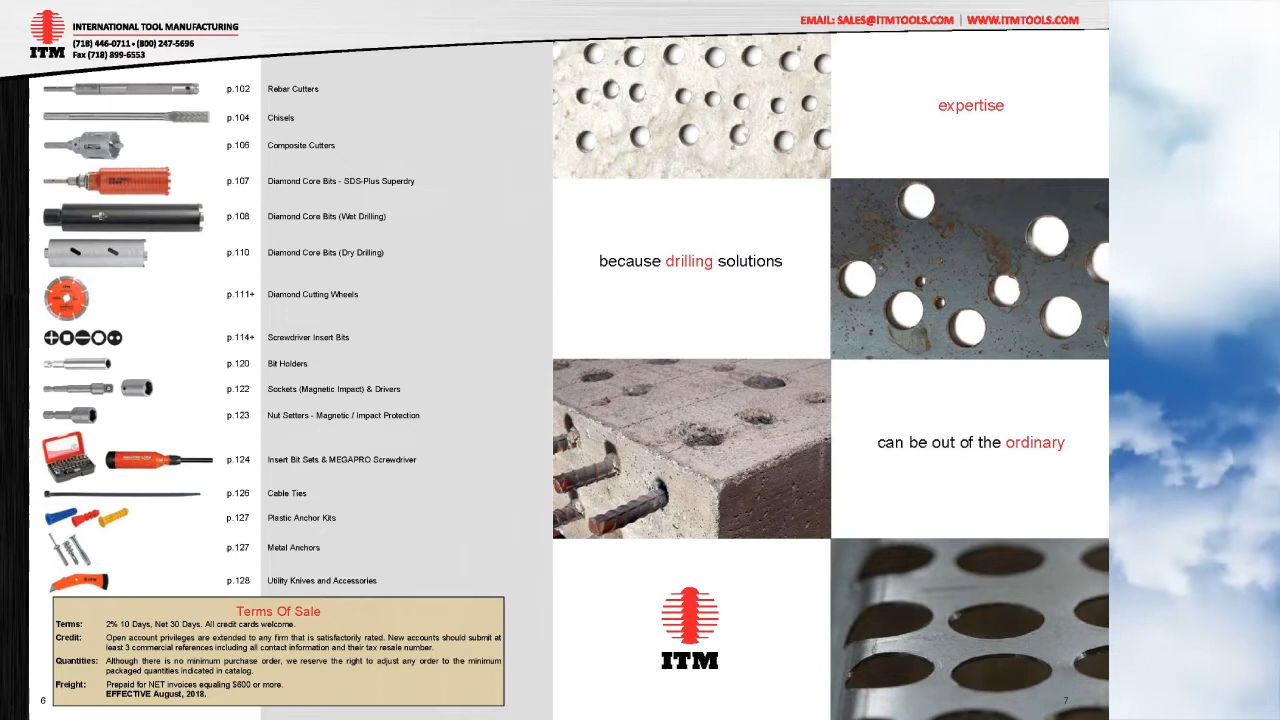 INTERNATIONAL TOOL MANUFACTURING
(718) 446-0711 • (800) 247-5696
Fax (718) 899-6553
ITM
EMAIL: SALES@ITMTOOLS.COM | WWW.ITMTOOLS.COM
p.102 Rebar Cutters
p.104 Chisels
p.106 Composite Cutters
p.107 Diamond Core Bits - SDS-Plus Superdry
p.108 Diamond Core Bits (Wet Drilling)
p.110 Diamond Core Bits (Dry Drilling)
p.111+ Diamond Cutting Wheels
p.114+ Screwdriver Insert Bits
p.120 Bit Holders
p.122 Sockets (Magnetic Impact) & Drivers
p.123 Nut Setters - Magnetic / Impact Protection
p.124 Insert Bit Sets & MEGAPRO Screwdriver
p.126 Cable Ties
p.127 Plastic Anchor Kits
p.127 Metal Anchors
p.128 Utility Knives and Accessories
Terms Of Sale
Terms: 2% 10 Days, Net 30 Days. All credit cards welcome.
Credit: Open account privileges are extended to any firm that is satisfactorily rated. New accounts should submit at
least 3 commercial references including all contact information and their tax resale number.
Quantities: Although there is no minimum purchase order, we reserve the right to adjust any order to the minimum
packaged quantities indicated in catalog.
Freight: Prepaid for NET invoices equaling $600 or more.
EFFECTIVE August, 2018.
6
expertise
because drilling solutions
can be out of the ordinary
ITM
7